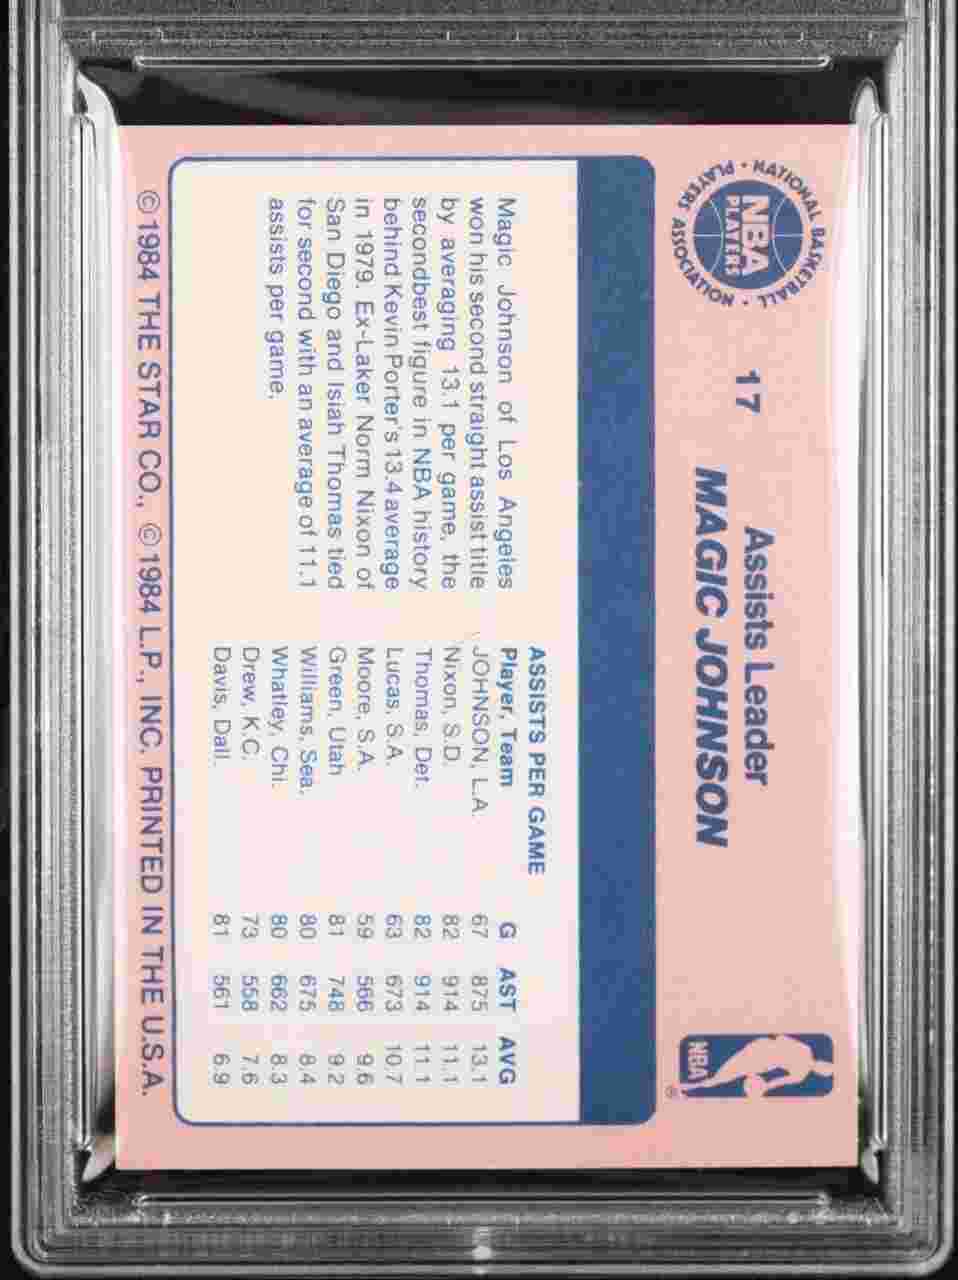 NATIONAL BASKETBALL PLAYERS ASSOCIATION
NBA
PLAYERS
17
Assists Leader
MAGIC JOHNSON
NBA
®
Magic Johnson of Los Angeles
won his second straight assist title
by averaging 13.1 per game, the
secondbest figure in NBA history
behind Kevin Porter's 13.4 average
in 1979. Ex-Laker Norm Nixon of
San Diego and Isiah Thomas tied
for second with an average of 11.1
assists per game.
ASSISTS PER GAME
Player, Team G AST AVG
JOHNSON, L.A. 67 875 13.1
Nixon, S.D. 82 914 11.1
Thomas, Det. 82 914 11.1
Lucas, S.A. 63 673 10.7
Moore, S.A. 59 566 9.6
Green, Utah 81 748 9.2
Williams, Sea. 80 675 8.4
Whatley, Chi. 80 662 8.3
Drew, K.C. 73 558 7.6
Davis, Dall. 81 561 6.9
©1984 THE STAR CO., ©1984 L.P., INC. PRINTED IN THE U.S.A.